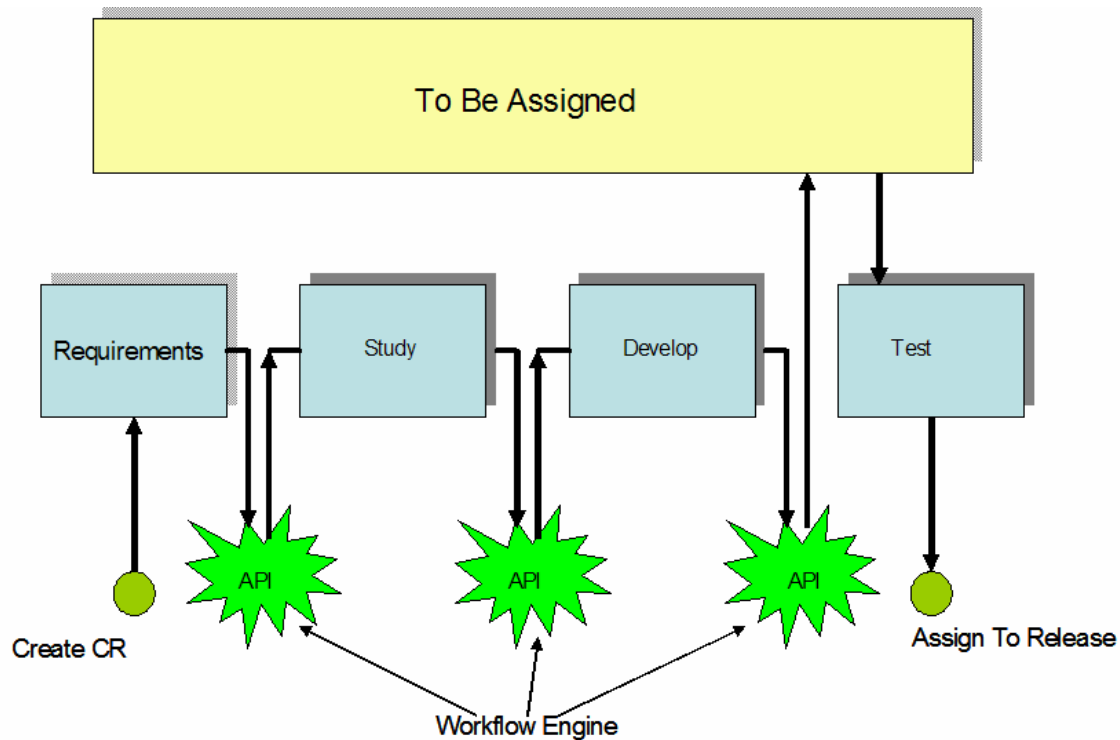 To Be Assigned
Requirements
Study
Develop
Test
API
API
API
Create CR
Assign To Release
Workflow Engine